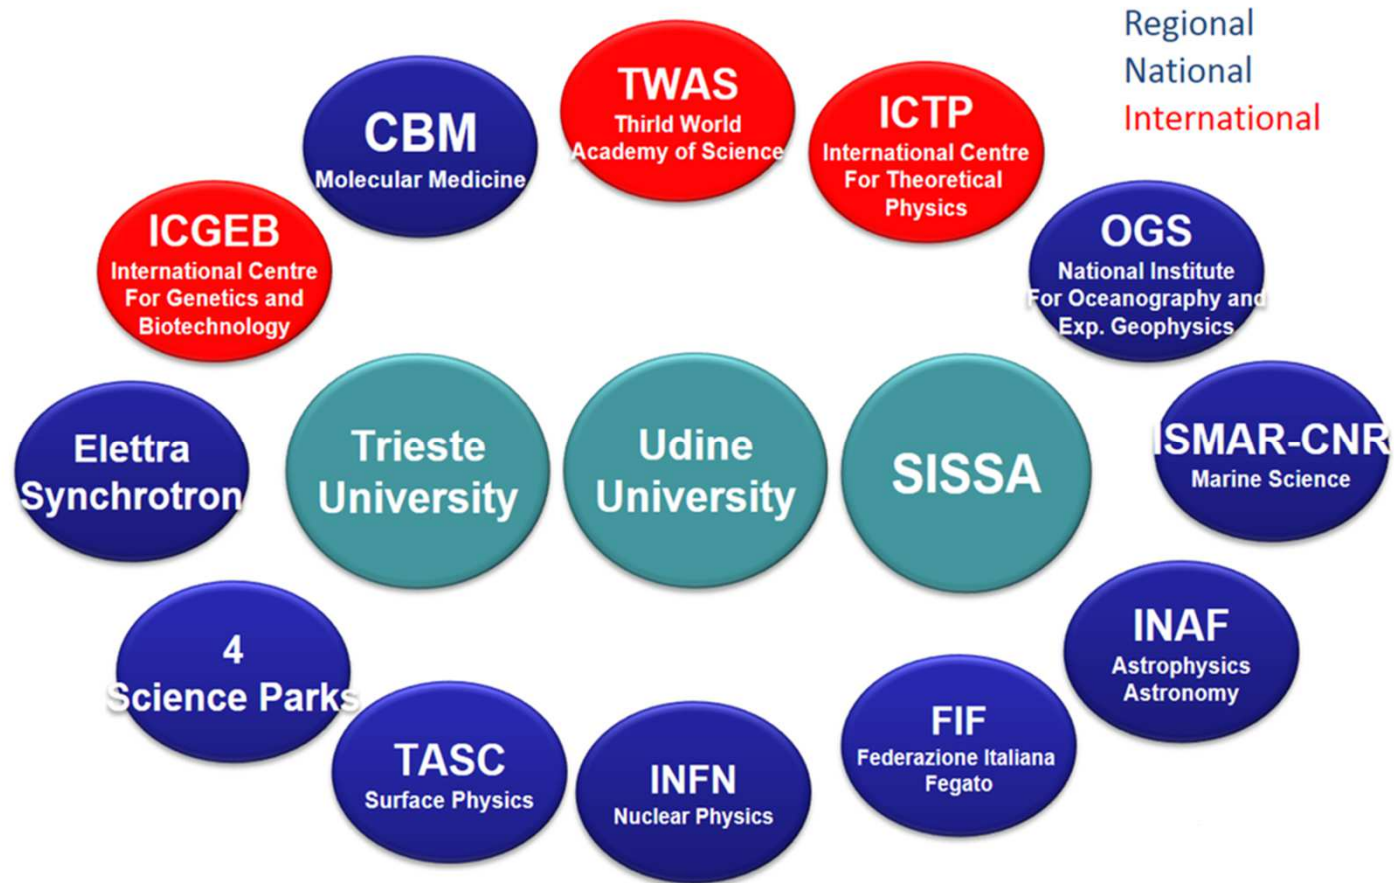 Regional
National
International
TWAS
Thirld World
Academy of Science
CBM
Molecular Medicine
ICTP
International Centre
For Theoretical
Physics
ICGEB
International Centre
For Genetics and
Biotechnology
OGS
National Institute
For Oceanography and
Exp. Geophysics
Elettra
Synchrotron
Trieste
University
Udine
University
SISSA
ISMAR-CNR
Marine Science
4
Science Parks
INAF
Astrophysics
Astronomy
TASC
Surface Physics
INFN
Nuclear Physics
FIF
Federazione Italiana
Fegato